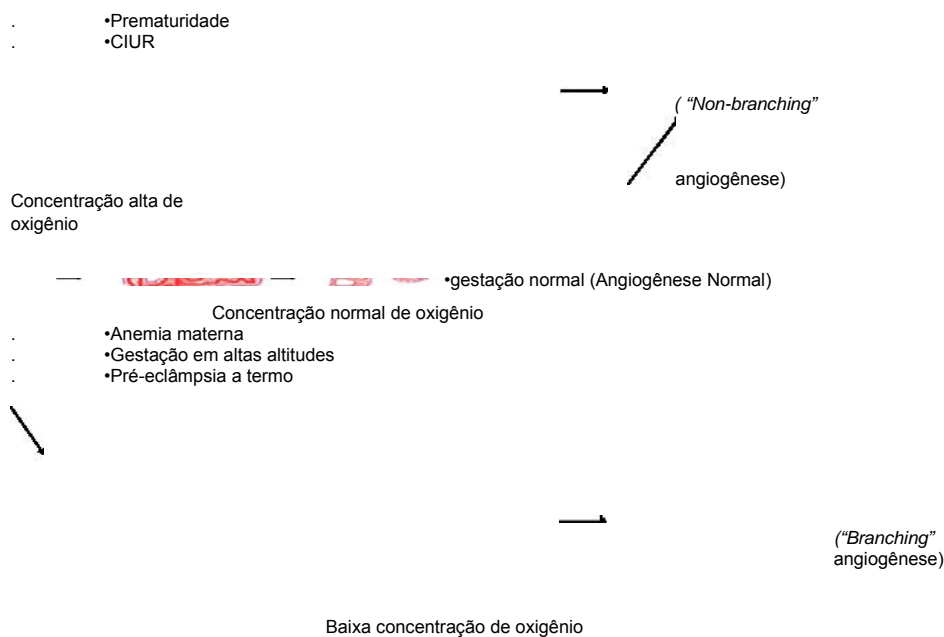 . •Prematuridade
. •CIUR
( “Non-branching”
angiogênese)
Concentração alta de
oxigênio
•gestação normal (Angiogênese Normal)
Concentração normal de oxigênio
. •Anemia materna
. •Gestação em altas altitudes
. •Pré-eclâmpsia a termo
(“Branching”
angiogênese)
Baixa concentração de oxigênio